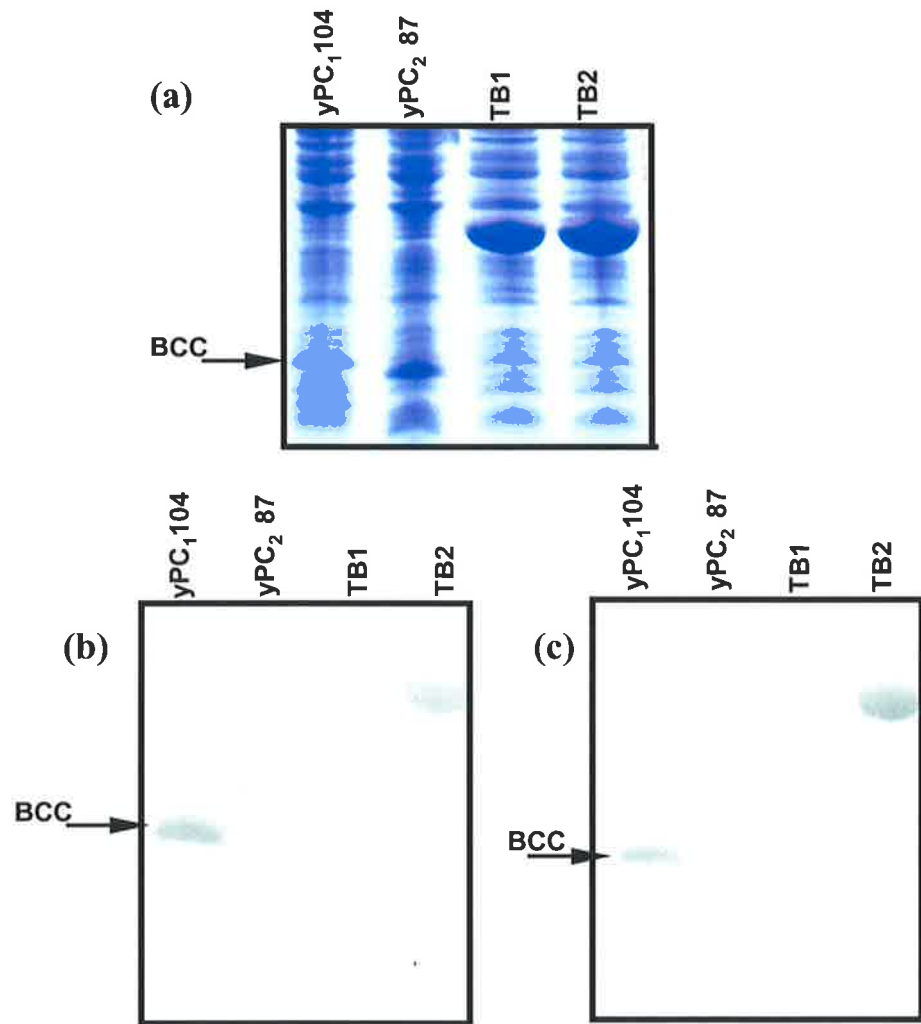 (a)
yPC₁104
yPC₂ 87
TB1
TB2
BCC
(b)
yPC₁104
yPC₂ 87
TB1
TB2
BCC
(c)
yPC₁104
yPC₂ 87
TB1
TB2
BCC